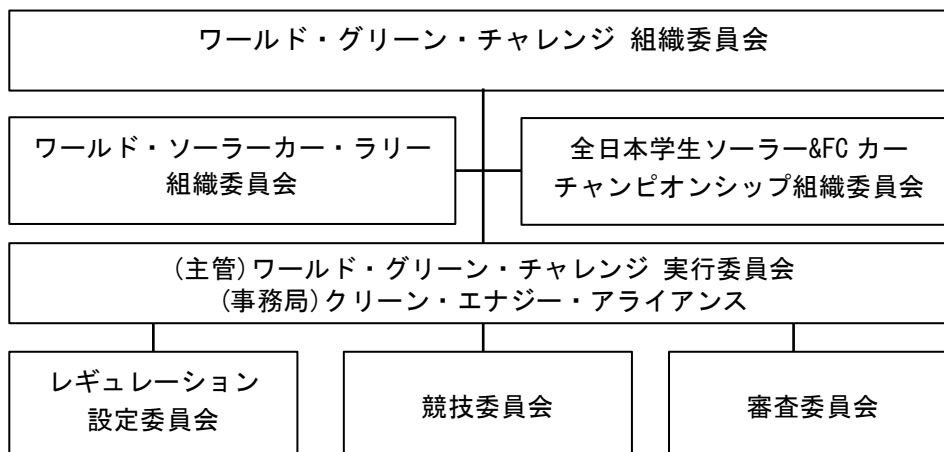 ワールド・グリーン・チャレンジ 組織委員会
ワールド・ソーラーカー・ラリー
組織委員会
全日本学生ソーラー&FC カー
チャンピオンシップ組織委員会
(主管)ワールド・グリーン・チャレンジ 実行委員会
(事務局)クリーン・エナジー・アライアンス
レギュレーション
設定委員会
競技委員会
審査委員会